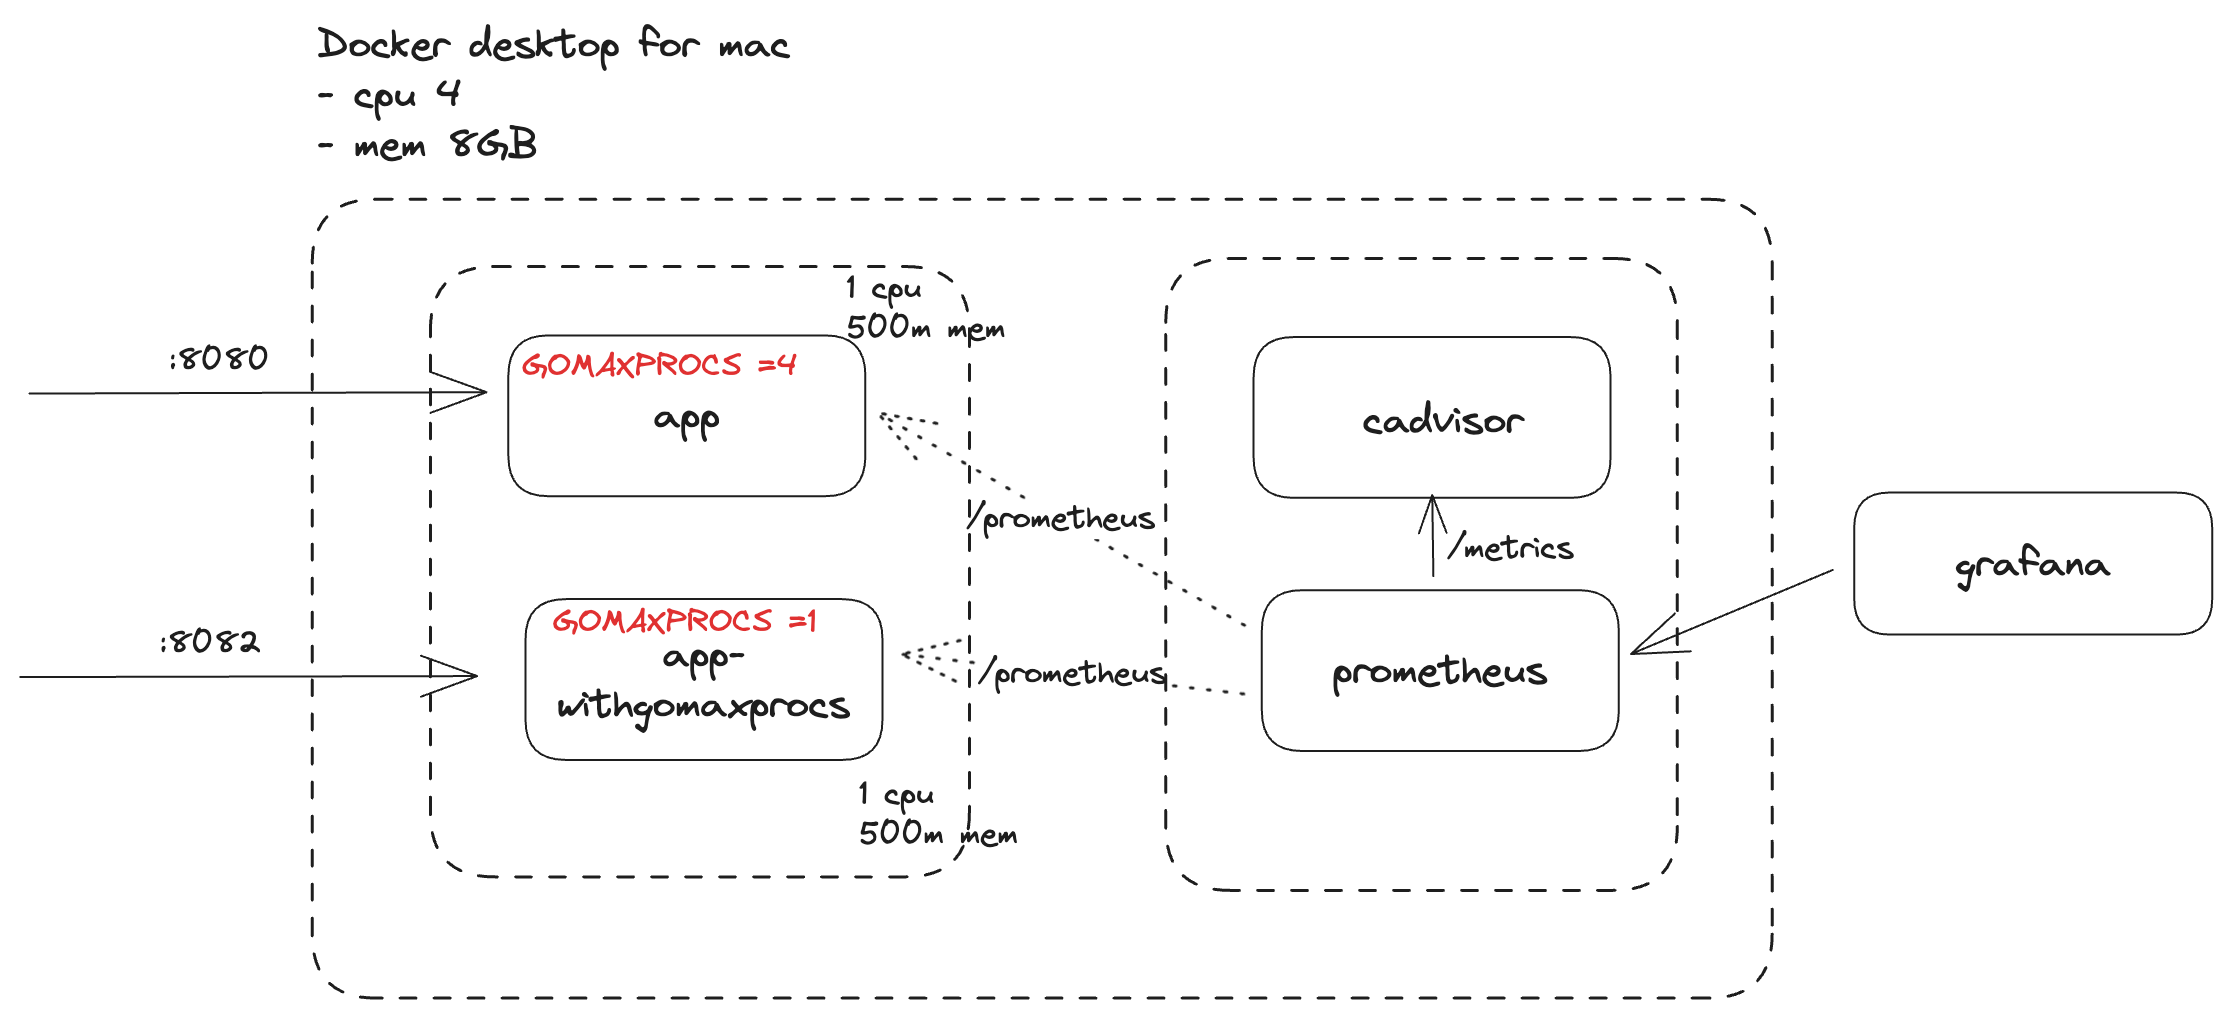 Docker desktop for mac
- cpu 4
- mem 8GB
1 cpu
500m mem
:8080
GOMAXPROCS =4
app
cadvisor
/prometheus
/metrics
grafana
:8082
GOMAXPROCS =1
app-
withgomaxprocs
/prometheus
prometheus
1 cpu
500m mem